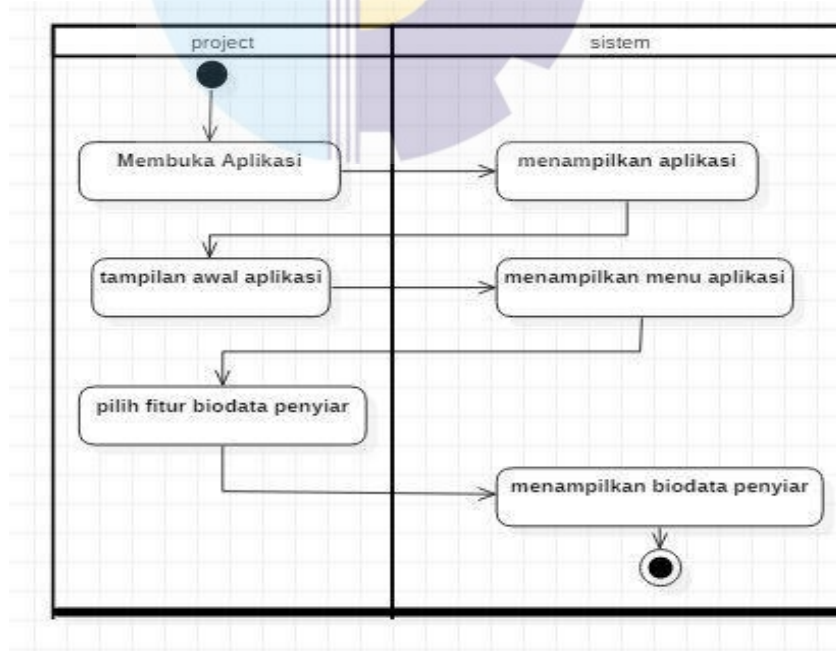 project
sistem
Membuka Aplikasi
menampilkan aplikasi
tampilan awal aplikasi
menampilkan menu aplikasi
pilih fitur biodata penyiar
menampilkan biodata penyiar